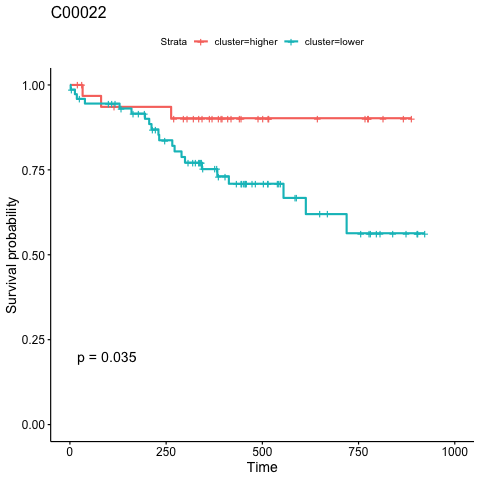 C00022
Strata cluster=higher cluster=lower
1.00
0.75
0.50
0.25
0.00
Survival probability
p = 0.035
0 250 500 750 1000
Time